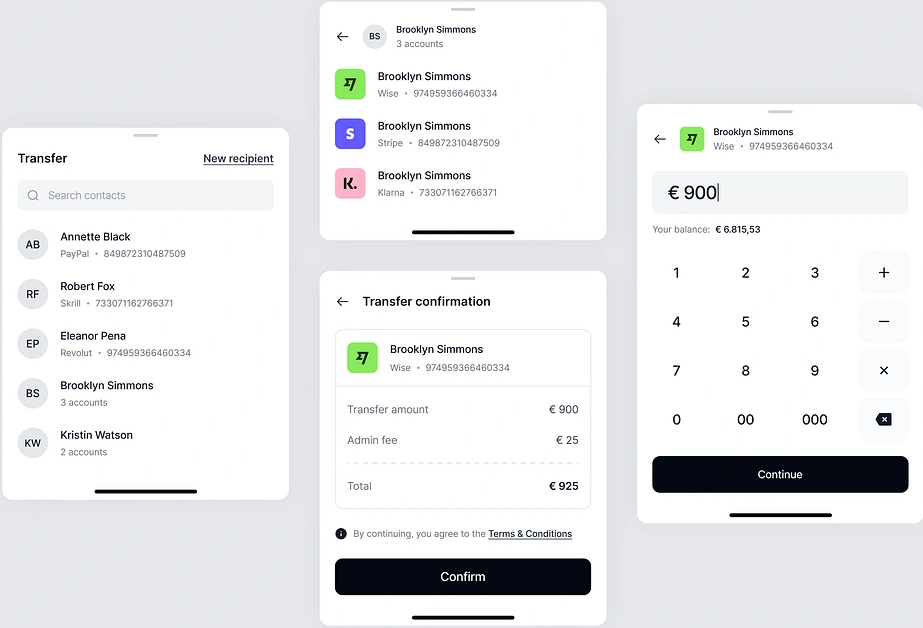 Transfer
New recipient
Search contacts
AB
Annette Black
PayPal • 849872310487509
RF
Robert Fox
Skrill • 733071162766371
EP
Eleanor Pena
Revolut • 974959366460334
BS
Brooklyn Simmons
3 accounts
KW
Kristin Watson
2 accounts
BS
Brooklyn Simmons
3 accounts
Brooklyn Simmons
Wise • 974959366460334
S
Brooklyn Simmons
Stripe • 849872310487509
K.
Brooklyn Simmons
Klarna • 733071162766371
Transfer confirmation
Brooklyn Simmons
Wise • 974959366460334
Transfer amount € 900
Admin fee € 25
Total € 925
By continuing, you agree to the Terms & Conditions
Confirm
Brooklyn Simmons
Wise • 974959366460334
€ 900
Your balance: € 6.815,53
1 2 3 +
4 5 6 −
7 8 9 ×
0 00 000
Continue